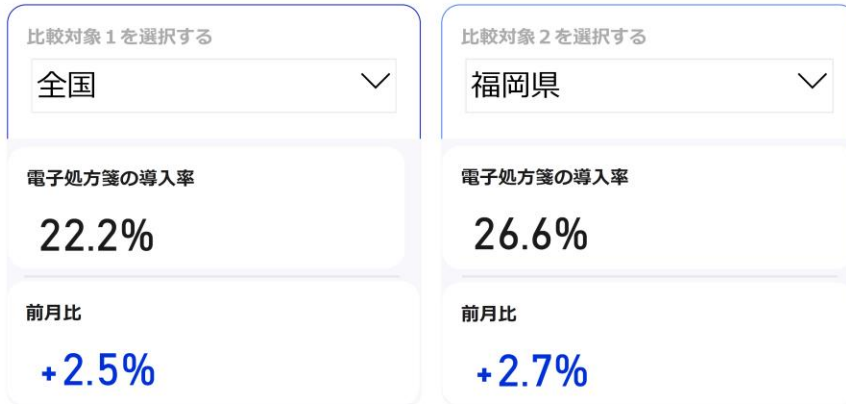 比較対象1を選択する
全国
電子処方箋の導入率
22.2%
前月比
+2.5%
比較対象2を選択する
福岡県
電子処方箋の導入率
26.6%
前月比
+2.7%